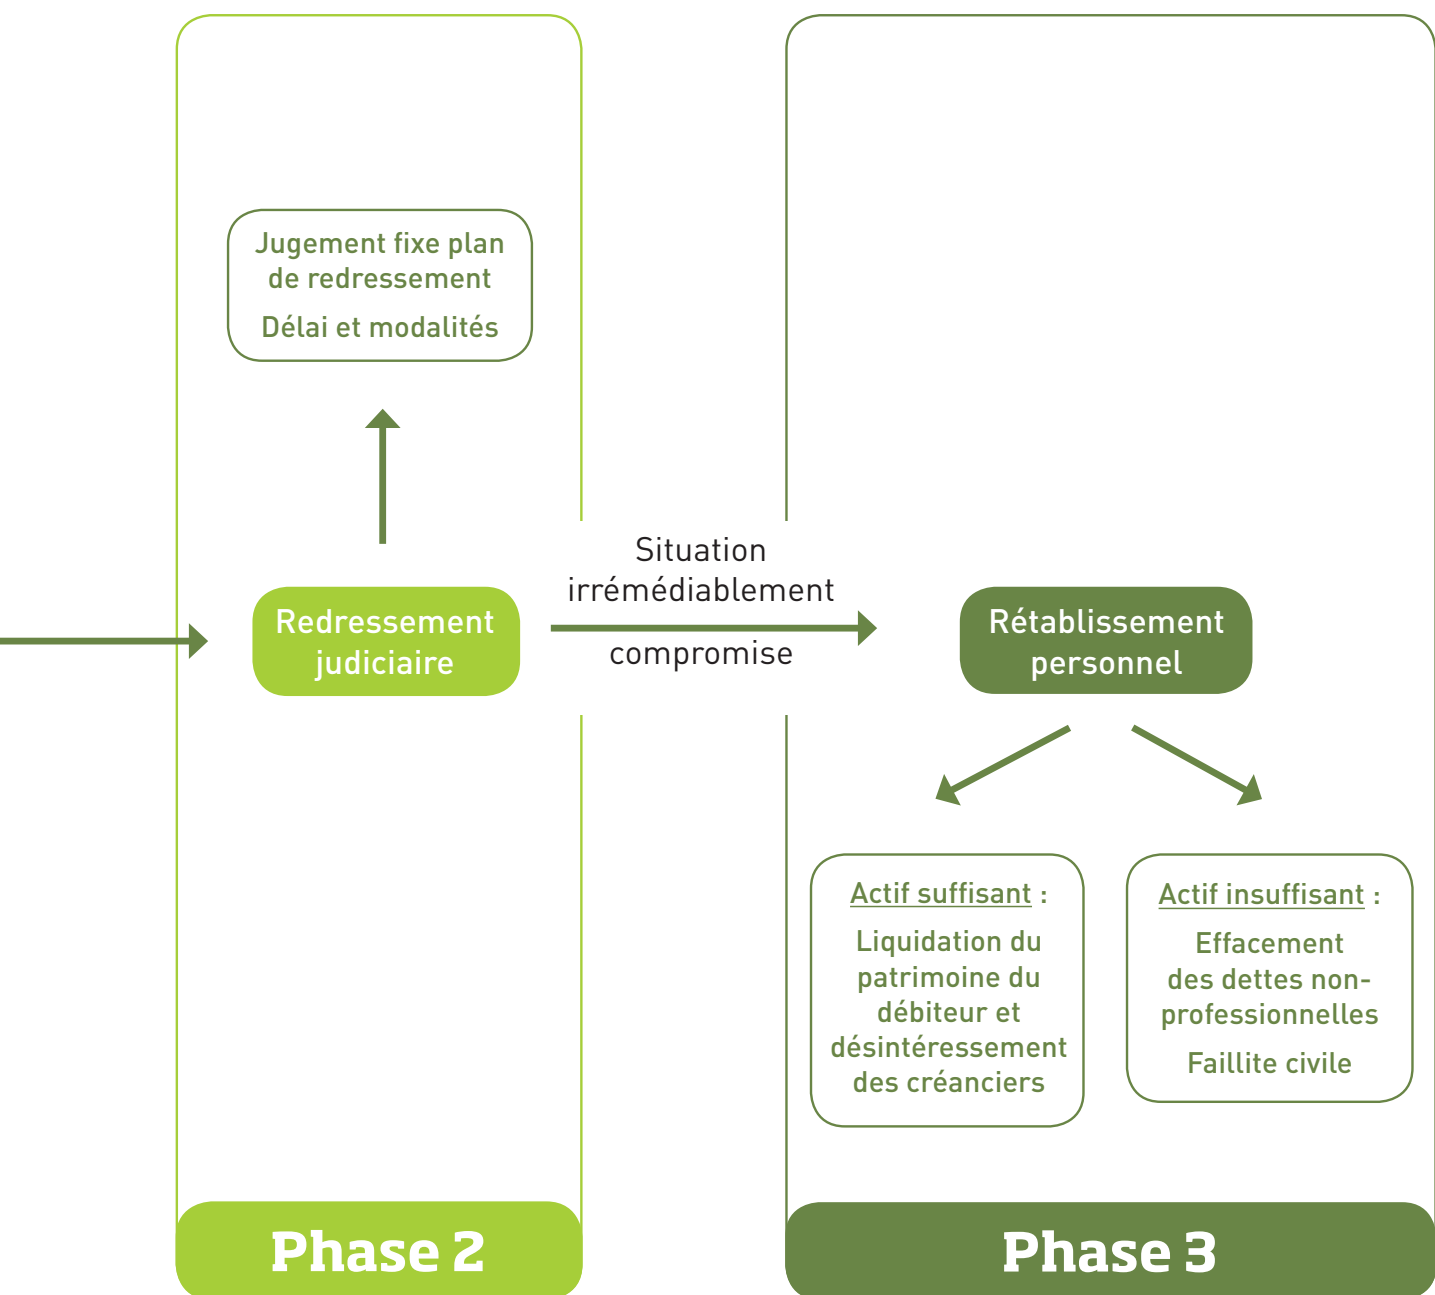 Jugement fixe plan
de redressement
Délai et modalités
Redressement
judiciaire
Situation
irrémédiablement
compromise
Rétablissement
personnel
Actif suffisant :
Liquidation du
patrimoine du
débiteur et
désintéressement
des créanciers
Actif insuffisant :
Effacement
des dettes non-
professionnelles
Faillite civile
Phase 2
Phase 3